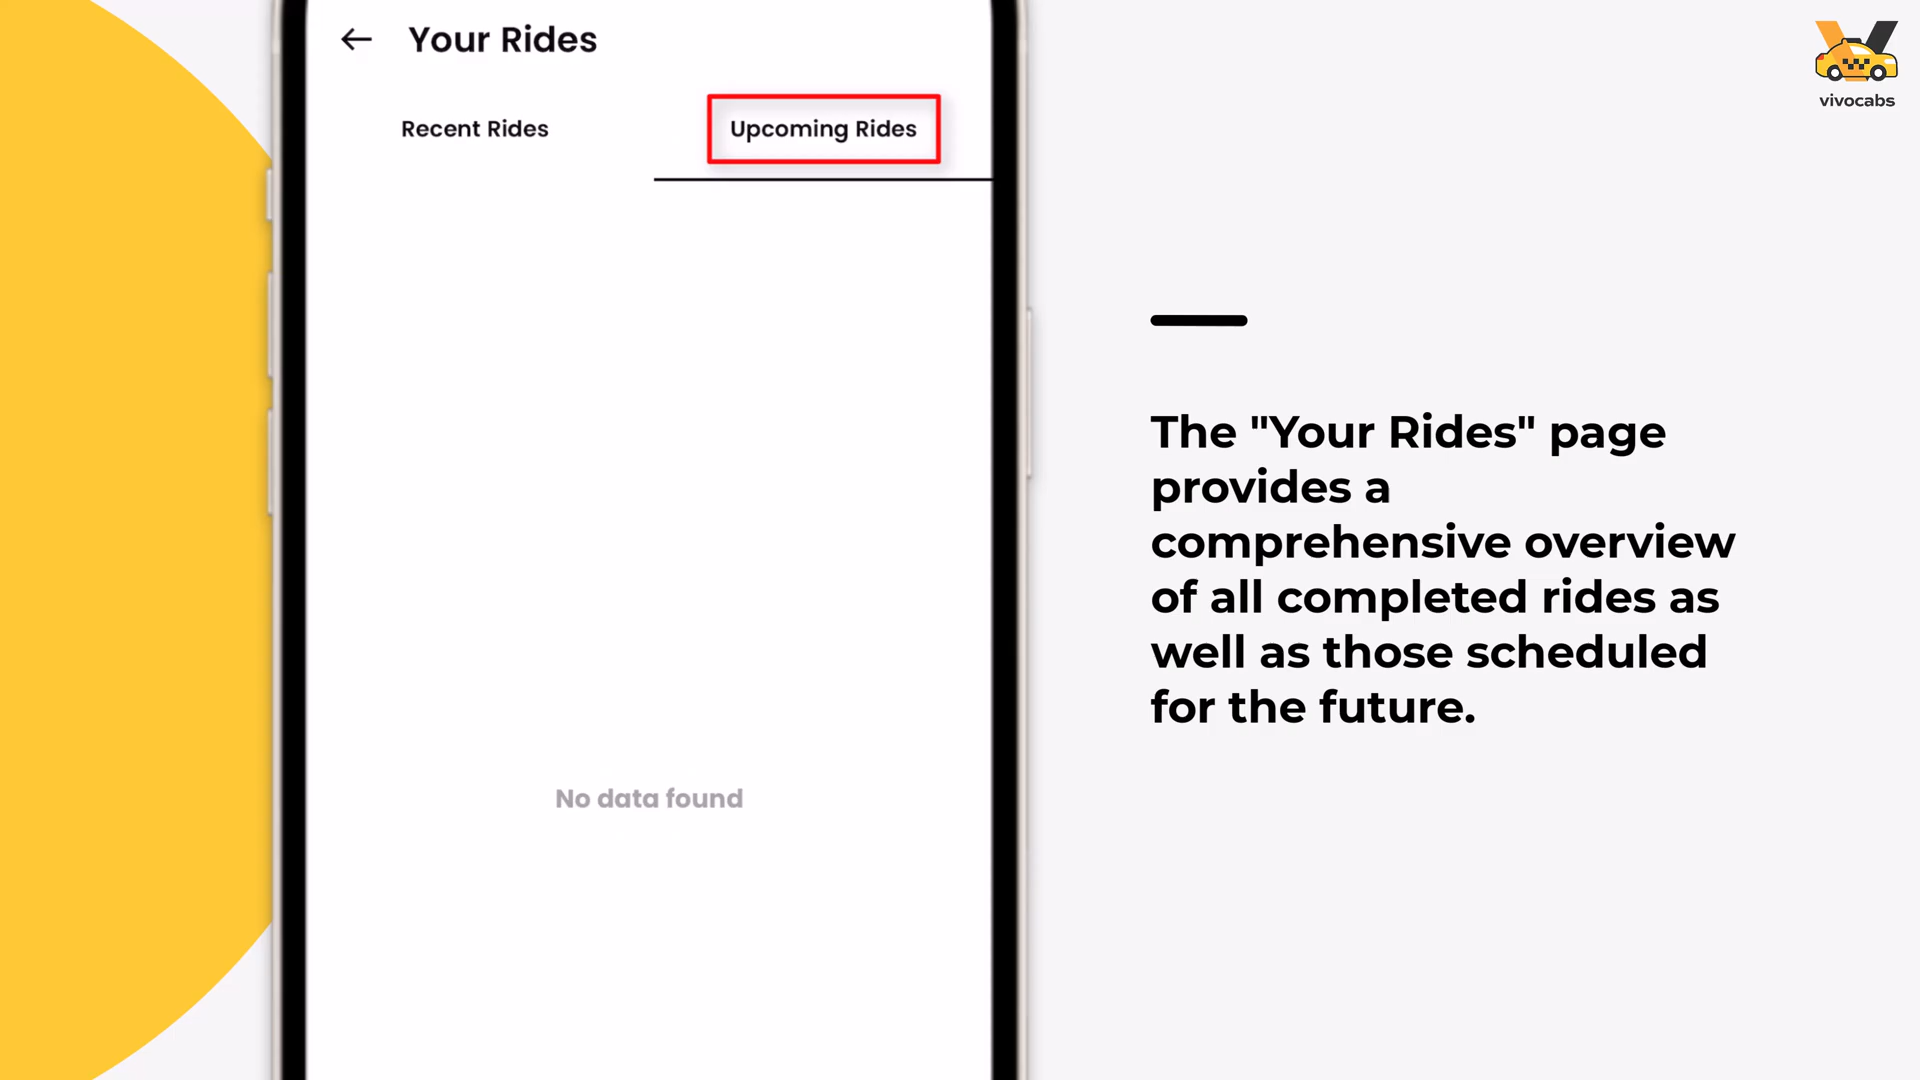 Your Rides
Recent Rides
Upcoming Rides
No data found
vivocabs
The "Your Rides" page
provides a
comprehensive overview
of all completed rides as
well as those scheduled
for the future.